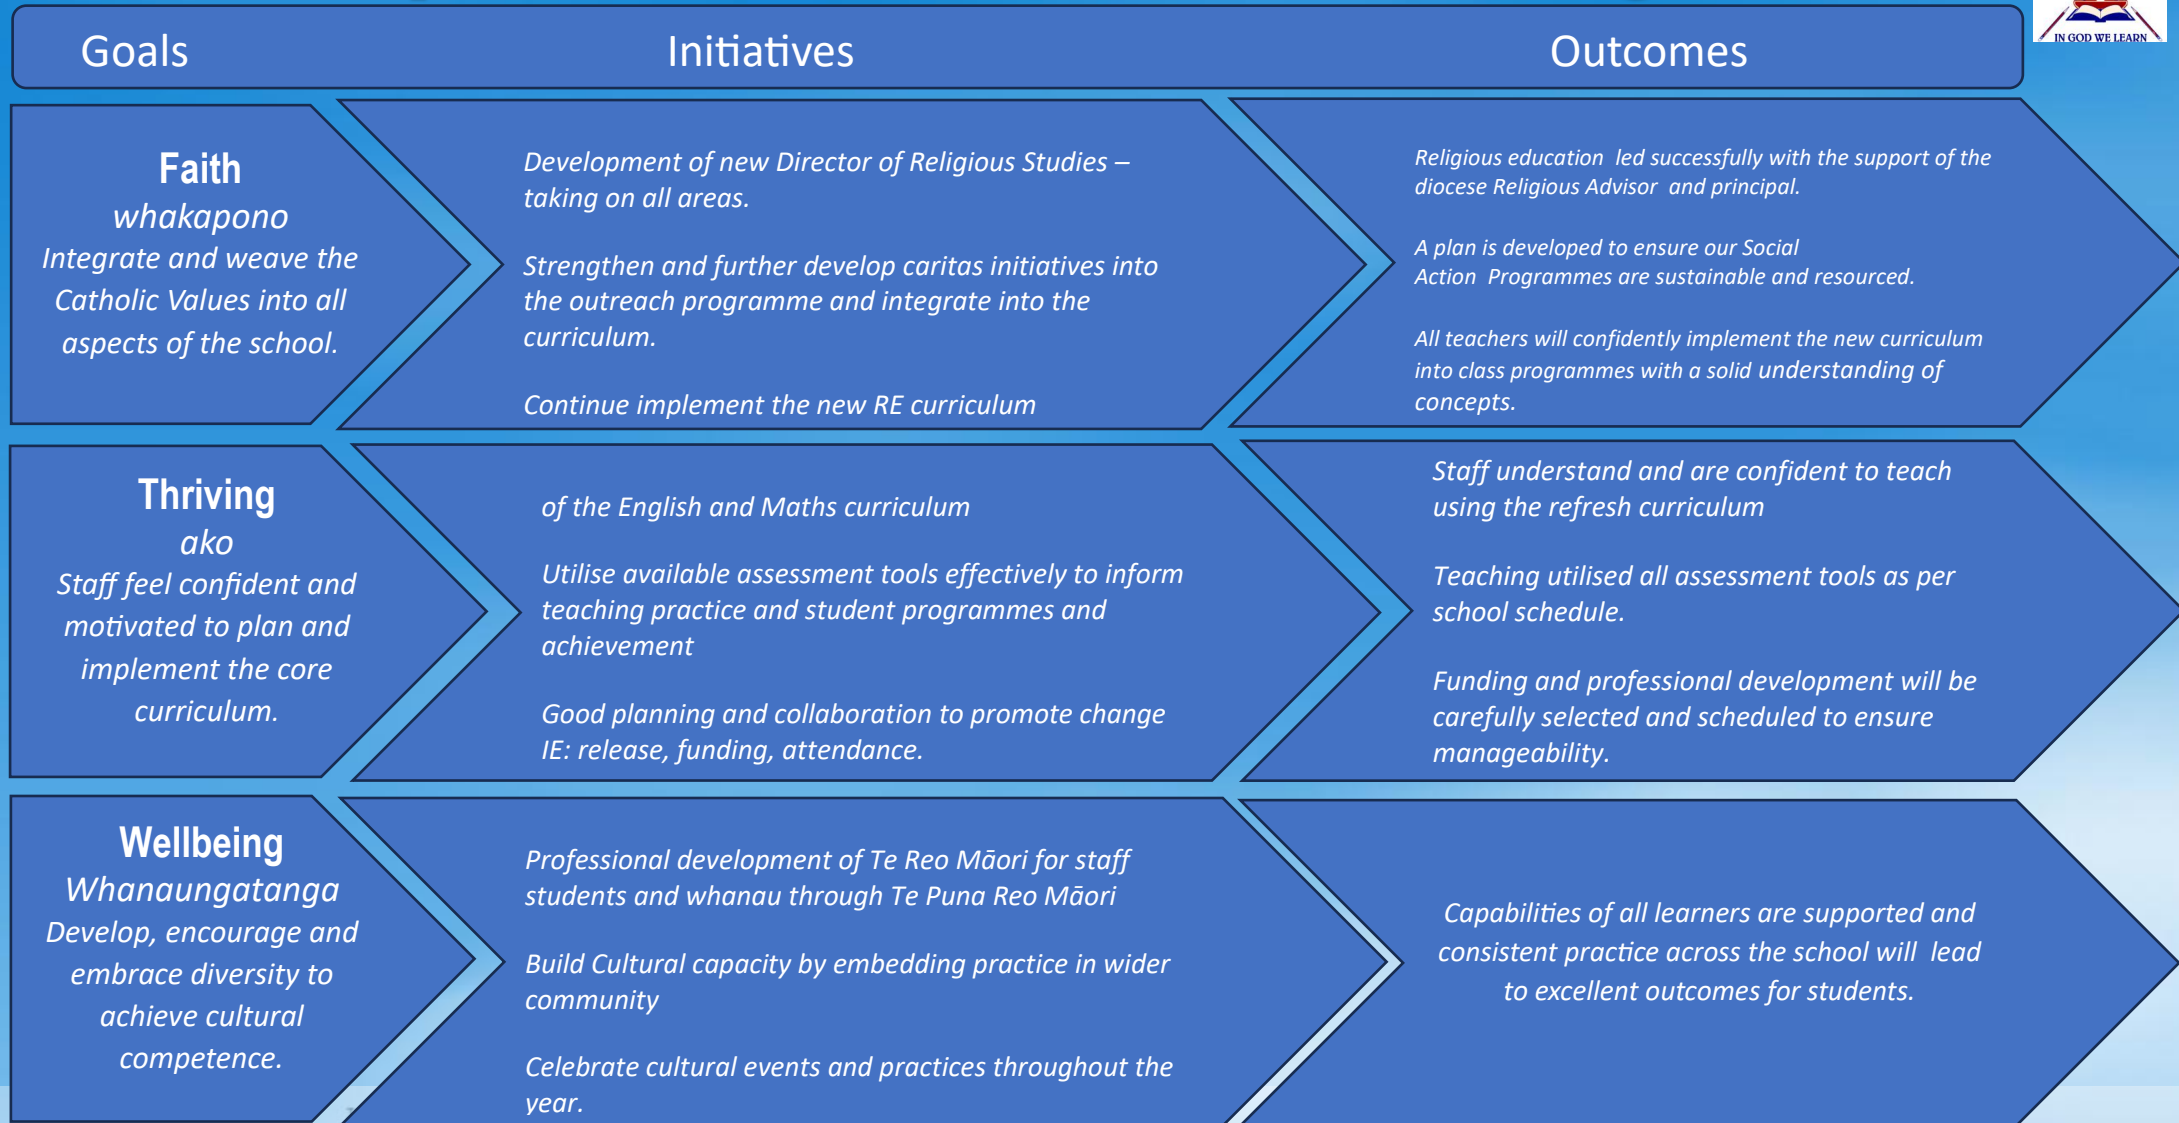 Goals
Initiatives
Outcomes
IN GOD WE LEARN
Faith
whakapono
Integrate and weave the
Catholic Values into all
aspects of the school.
Development of new Director of Religious Studies –
taking on all areas.
Strengthen and further develop caritas initiatives into
the outreach programme and integrate into the
curriculum.
Continue implement the new RE curriculum
Religious education led successfully with the support of the
diocese Religious Advisor and principal.
A plan is developed to ensure our Social
Action Programmes are sustainable and resourced.
All teachers will confidently implement the new curriculum
into class programmes with a solid understanding of
concepts.
Thriving
ako
Staff feel confident and
motivated to plan and
implement the core
curriculum.
of the English and Maths curriculum
Utilise available assessment tools effectively to inform
teaching practice and student programmes and
achievement
Good planning and collaboration to promote change
IE: release, funding, attendance.
Staff understand and are confident to teach
using the refresh curriculum
Teaching utilised all assessment tools as per
school schedule.
Funding and professional development will be
carefully selected and scheduled to ensure
manageability.
Wellbeing
Whanaungatanga
Develop, encourage and
embrace diversity to
achieve cultural
competence.
Professional development of Te Reo Māori for staff
students and whanau through Te Puna Reo Māori
Build Cultural capacity by embedding practice in wider
community
Celebrate cultural events and practices throughout the
year.
Capabilities of all learners are supported and
consistent practice across the school will lead
to excellent outcomes for students.